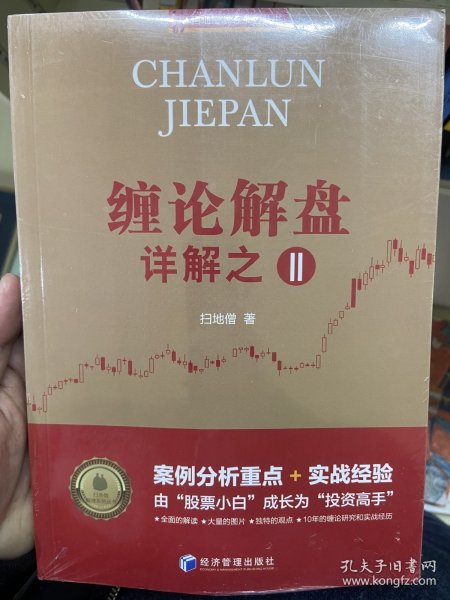 CHANLUN
JIEPAN
缠论解盘
详解之 II
扫地僧 著
案例分析重点 + 实战经验
由“股票小白”成长为“投资高手”
★全面的解读 ★大量的图片 ★独特的观点 ★10年的缠论研究和实战经历
经济管理出版社
ECONOMY & MANAGEMENT PUBLISHING HOUSE
孔夫子旧书网
www.kongfz.com